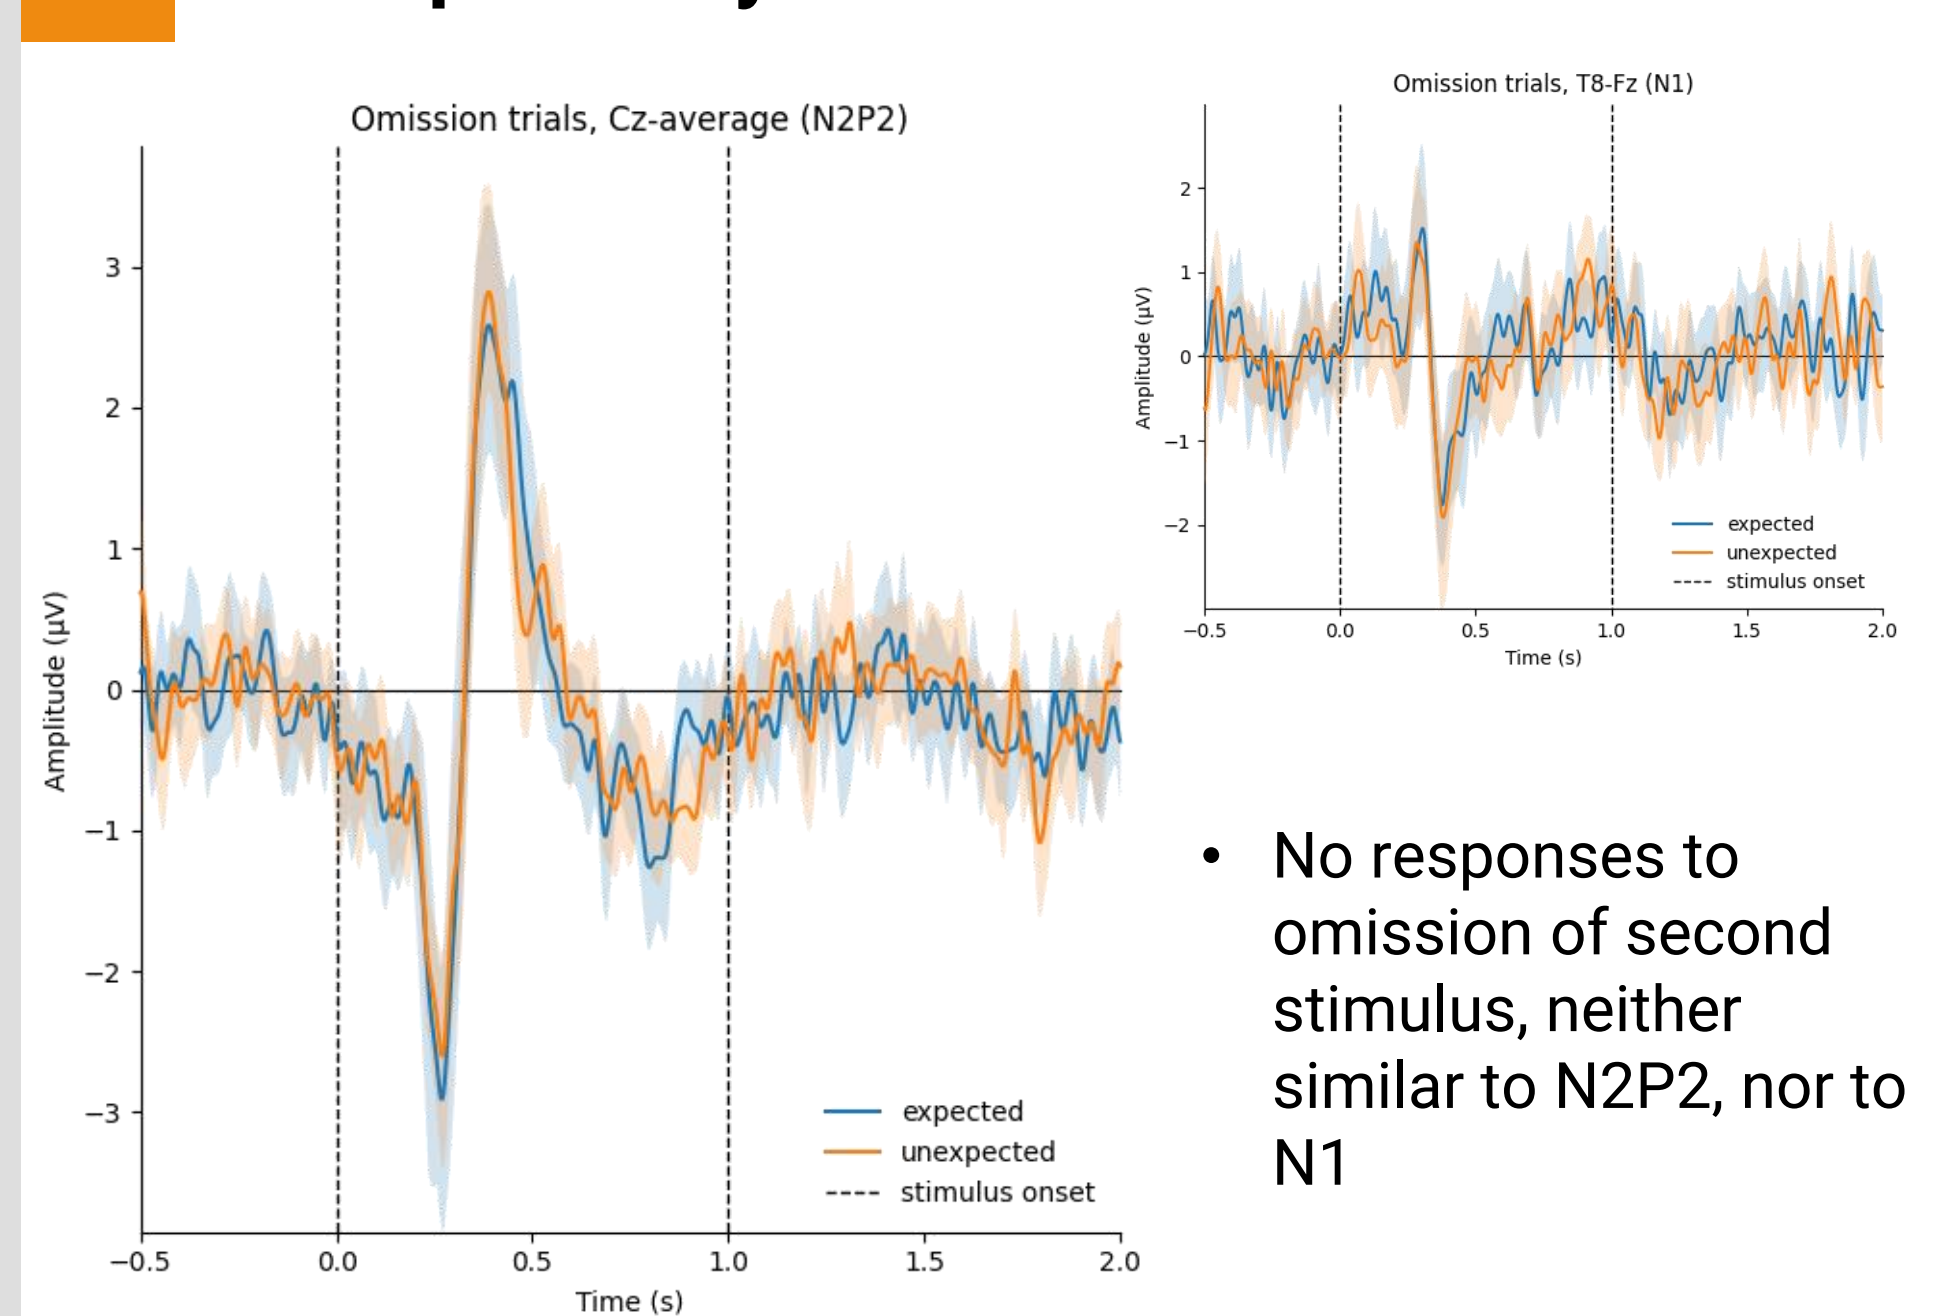 Omission trials, Cz-average (N2P2)
Amplitude (μV)
3
2
1
0
−1
−2
−3
expected
unexpected
stimulus onset
−0.5 0.0 0.5 1.0 1.5 2.0
Time (s)
Omission trials, T8-Fz (N1)
Amplitude (μV)
2
1
0
−1
−2
expected
unexpected
stimulus onset
−0.5 0.0 0.5 1.0 1.5 2.0
Time (s)
• No responses to
omission of second
stimulus, neither
similar to N2P2, nor to
N1